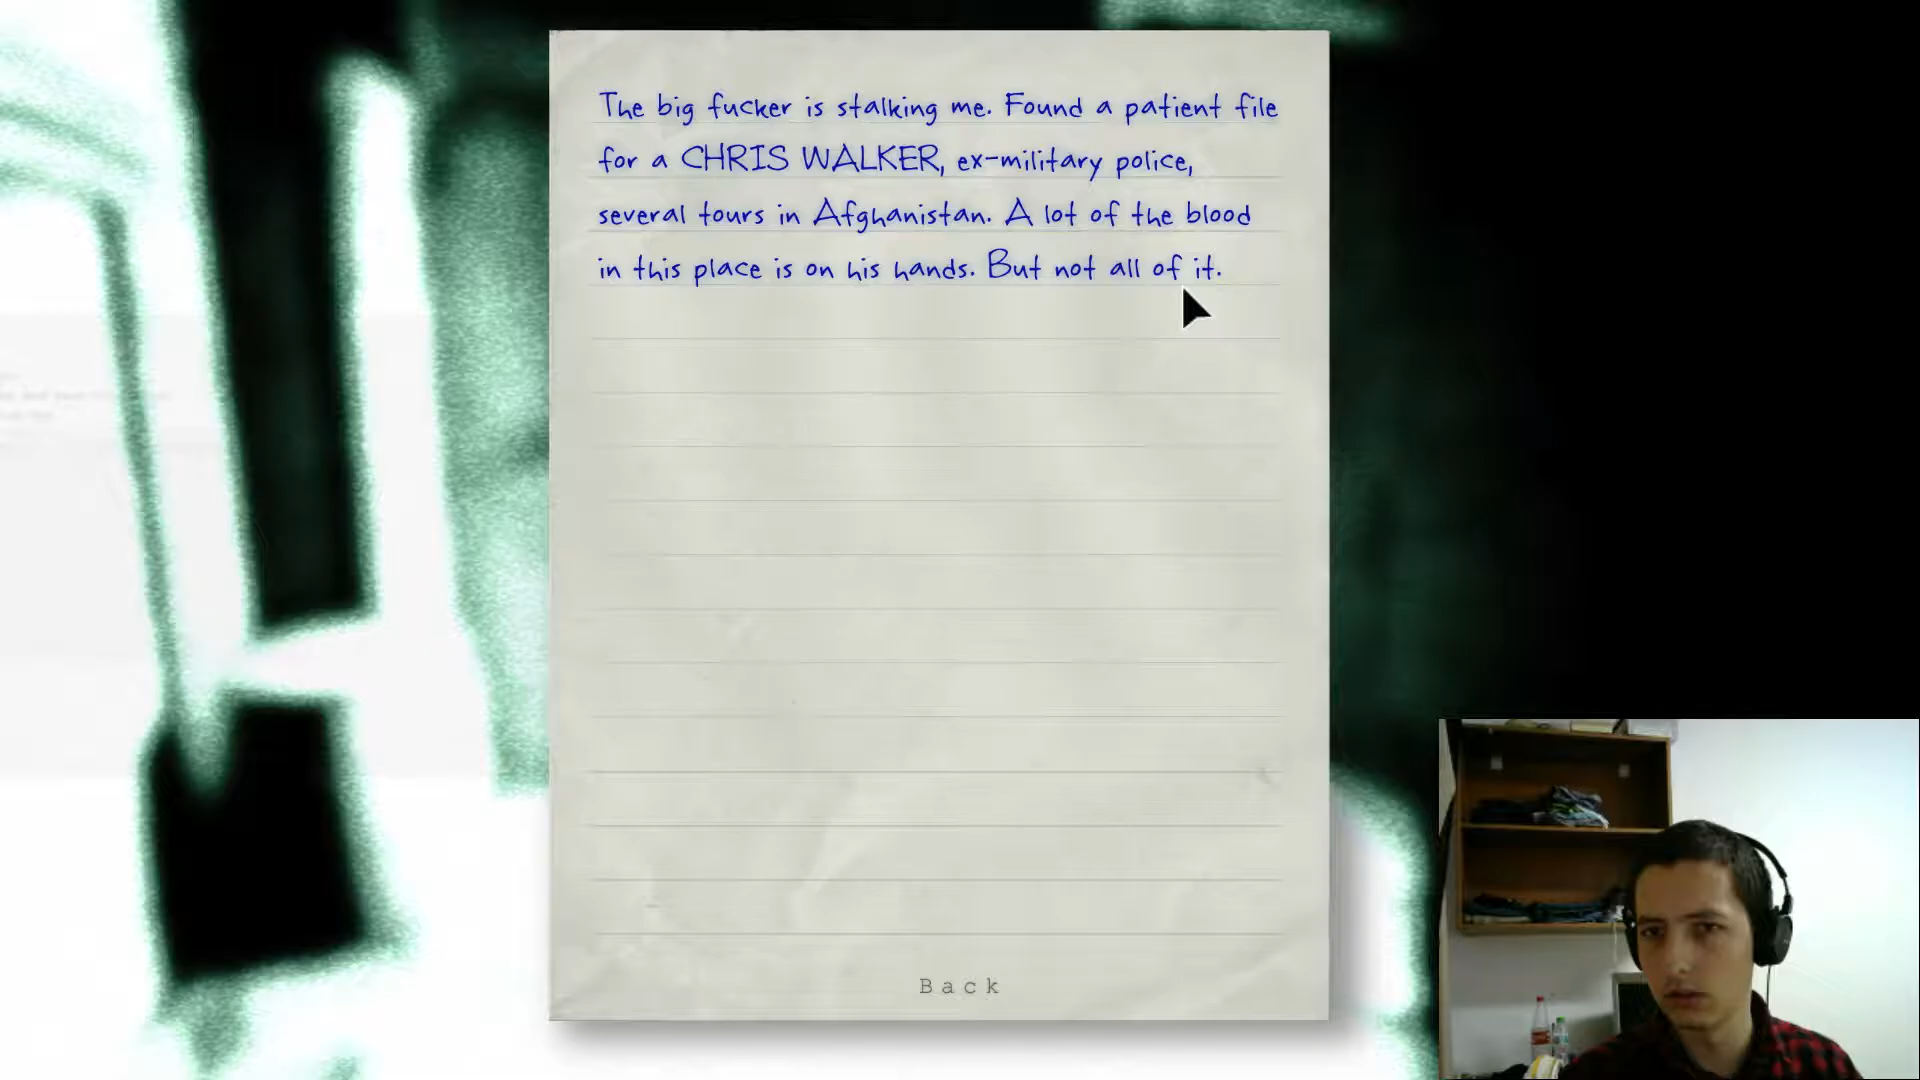 The big fucker is stalking me. Found a patient file
for a CHRIS WALKER, ex-military police,
several tours in Afghanistan. A lot of the blood
in this place is on his hands. But not all of it.
Back